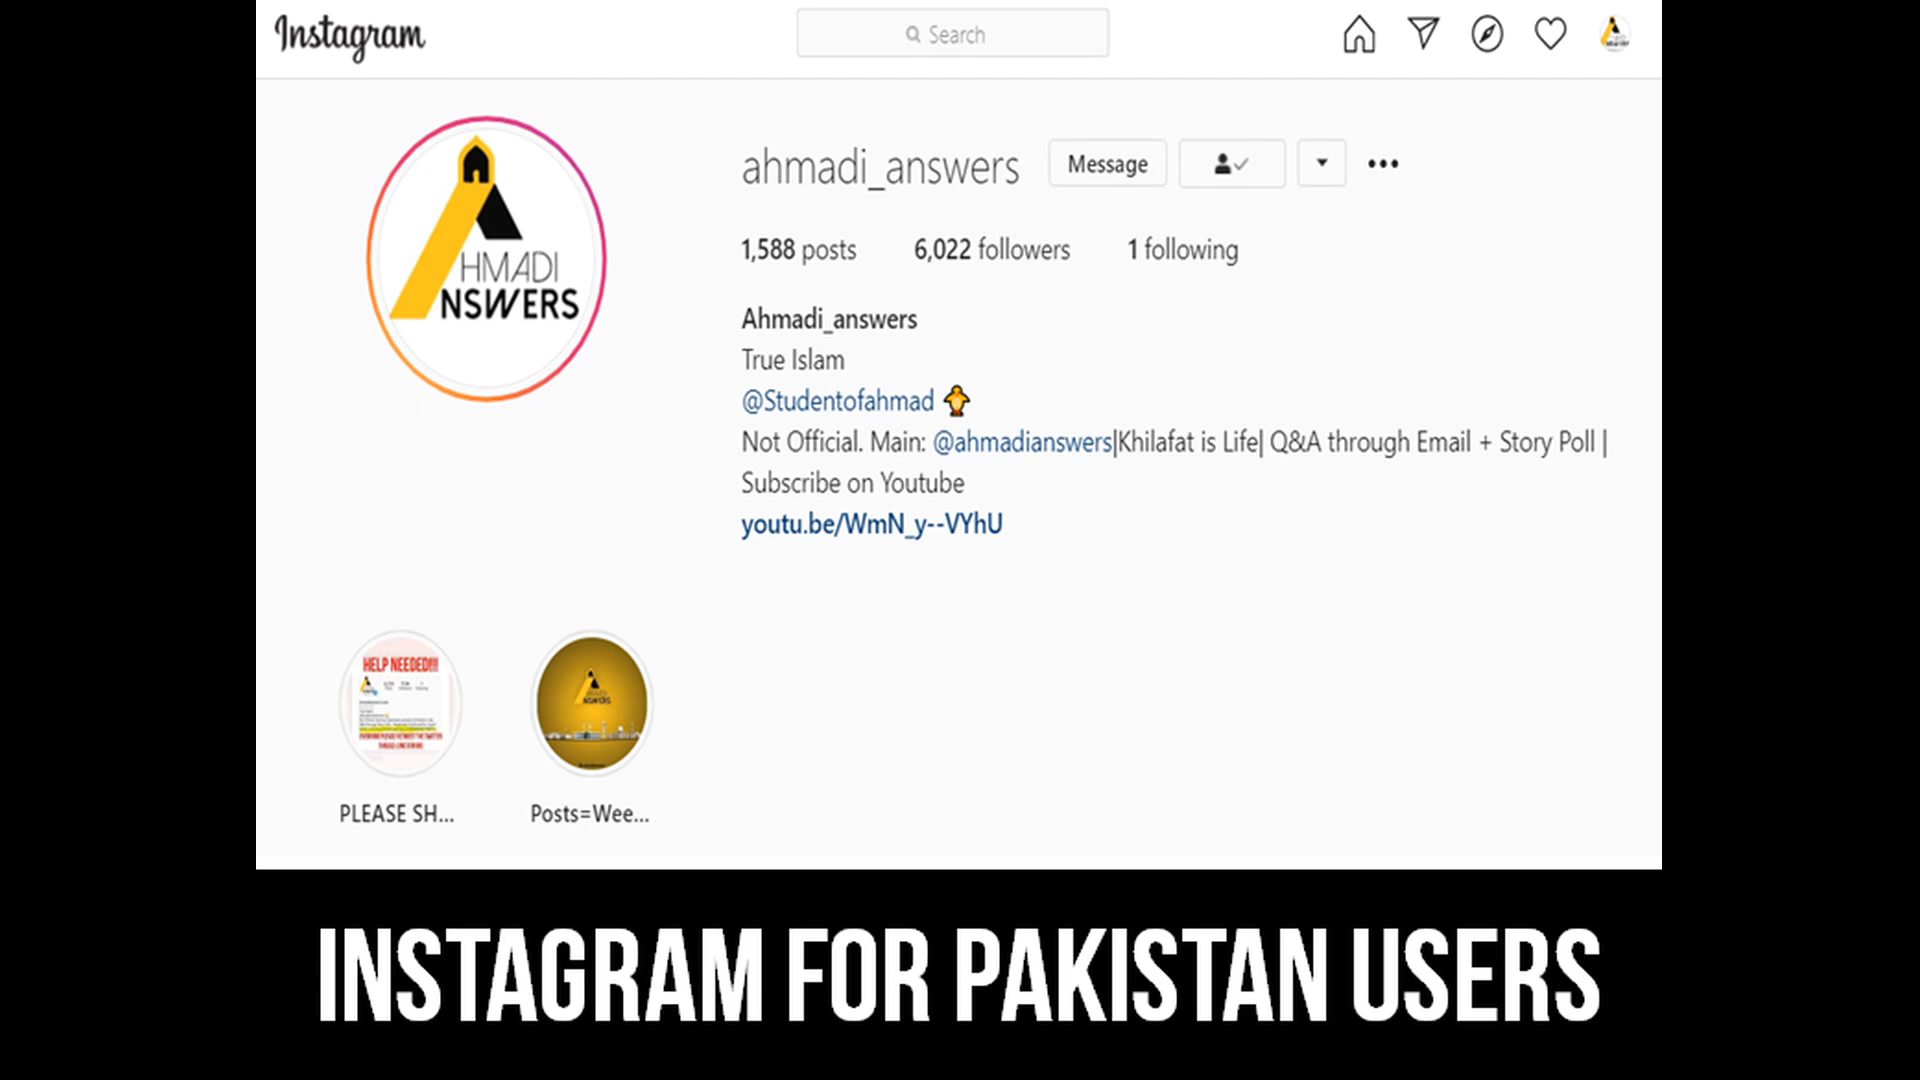 Instagram
Search
HMADI
NSWERS
ahmadi_answers
Message
1,588 posts 6,022 followers 1 following
Ahmadi_answers
True Islam
@Studentofahmad
Not Official. Main: @ahmadianswers|Khilafat is Life| Q&A through Email + Story Poll |
Subscribe on Youtube
youtu.be/WmN_y--VYhU
HELP NEEDED!!!
PLEASE SH...
Posts=Wee...
INSTAGRAM FOR PAKISTAN USERS